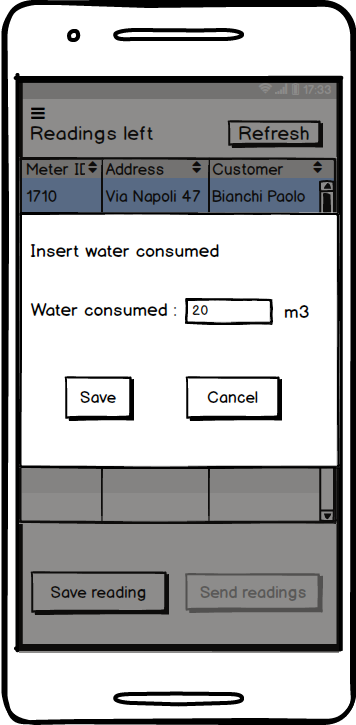 17:33
Readings left
Refresh
Meter I
Address
Customer
1710
Via Napoli 47
Bianchi Paolo
Insert water consumed
Water consumed : 20 m3
Save
Cancel
Save reading
Send readings